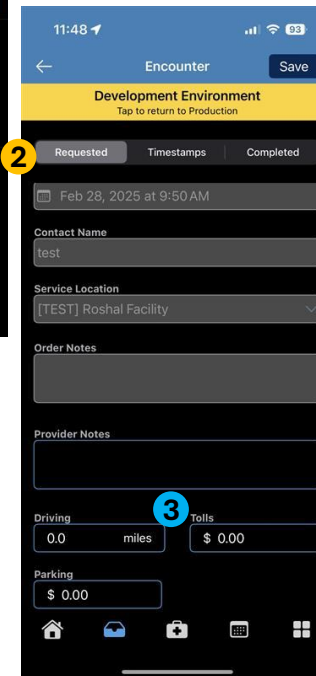 11:48 93
Encounter Save
Development Environment
Tap to return to Production
2 Requested Timestamps Completed
Feb 28, 2025 at 9:50 AM
Contact Name
test
Service Location
[TEST] Roshal Facility
Order Notes
Provider Notes
3
Driving Tolls
0.0 miles $ 0.00
Parking
$ 0.00